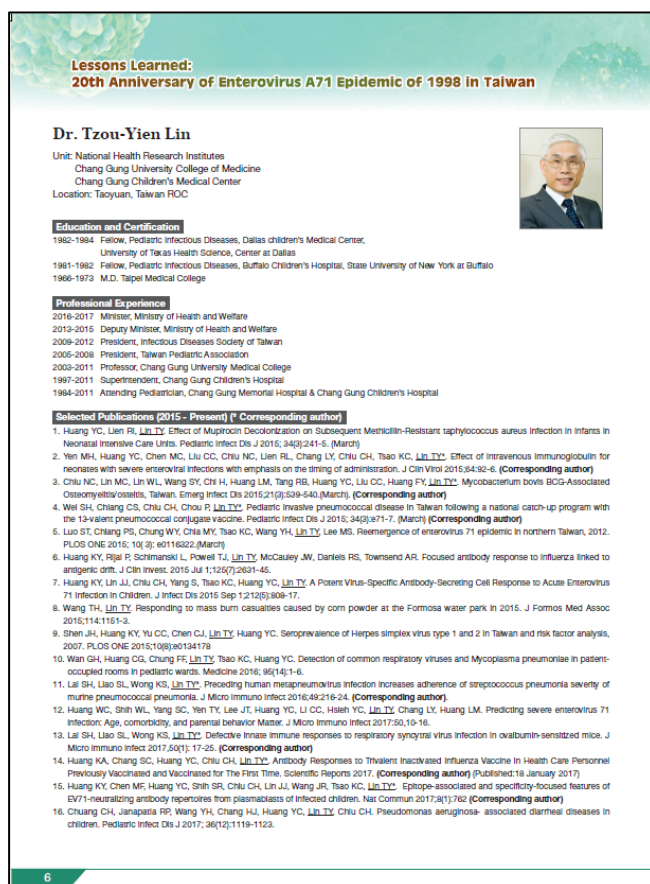 Lessons Learned:
20th Anniversary of Enterovirus A71 Epidemic of 1998 in Taiwan
Dr. Tzou-Yien Lin
Unit: National Health Research Institutes
Chang Gung University College of Medicine
Chang Gung Children's Medical Center
Location: Taoyuan, Taiwan ROC
Education and Certification
1982-1984 Fellow, Pediatric Infectious Diseases, Dallas children's Medical Center,
University of Texas Health Science, Center at Dallas
1981-1982 Fellow, Pediatric Infectious Diseases, Buffalo Children's Hospital, State University of New York at Buffalo
1966-1973 M.D. Taipei Medical College
Professional Experience
2016-2017 Minister, Ministry of Health and Welfare
2013-2015 Deputy Minister, Ministry of Health and Welfare
2009-2012 President, Infectious Diseases Society of Taiwan
2005-2008 President, Taiwan Pediatric Association
2003-2011 Professor, Chang Gung University Medical College
1997-2011 Superintendent, Chang Gung Children's Hospital
1984-2011 Attending Pediatrician, Chang Gung Memorial Hospital & Chang Gung Children's Hospital
Selected Publications (2015 - Present) (* Corresponding author)
1. Huang YC, Lien RI, Lin TY. Effect of Mupirocin Decolonization on Subsequent Methicillin-Resistant taphylococcus aureus Infection in Infants in
Neonatal Intensive Care Units. Pediatric Infect Dis J 2015; 34(3):241-5. (March)
2. Yen MH, Huang YC, Chen MC, Liu CC, Chiu NC, Lien RL, Chang LY, Chiu CH, Tsao KC, Lin TY*. Effect of intravenous immunoglobulin for
neonates with severe enteroviral infections with emphasis on the timing of administration. J Clin Virol 2015;64:92-6. (Corresponding author)
3. Chiu NC, Lin MC, Lin WL, Wang SY, Chi H, Huang LM, Tang RB, Huang YC, Liu CC, Huang FY, Lin TY*. Mycobacterium bovis BCG-Associated
Osteomyelitis/osteitis, Taiwan. Emerg Infect Dis 2015;21(3):539-540.(March). (Corresponding author)
4. Wei SH, Chiang CS, Chiu CH, Chou P, Lin TY*. Pediatric invasive pneumococcal disease in Taiwan following a national catch-up program with
the 13-valent pneumococcal conjugate vaccine. Pediatric Infect Dis J 2015; 34(3):e71-7. (March) (Corresponding author)
5. Luo ST, Chiang PS, Chung WY, Chia MY, Tsao KC, Wang YH, Lin TY, Lee MS. Reemergence of enterovirus 71 epidemic in northern Taiwan, 2012.
PLOS ONE 2015; 10( 3): e0116322.(March)
6. Huang KY, Rijal P, Schimanski L, Powell TJ, Lin TY, McCauley JW, Daniels RS, Townsend AR. Focused antibody response to influenza linked to
antigenic drift. J Clin Invest. 2015 Jul 1;125(7):2631-45.
7. Huang KY, Lin JJ, Chiu CH, Yang S, Tsao KC, Huang YC, Lin TY. A Potent Virus-Specific Antibody-Secreting Cell Response to Acute Enterovirus
71 Infection in Children. J Infect Dis 2015 Sep 1;212(5):808-17.
8. Wang TH, Lin TY. Responding to mass burn casualties caused by corn powder at the Formosa water park in 2015. J Formos Med Assoc
2015;114:1151-3.
9. Shen JH, Huang KY, Yu CC, Chen CJ, Lin TY, Huang YC. Seroprevalence of Herpes simplex virus type 1 and 2 in Taiwan and risk factor analysis,
2007. PLOS ONE 2015;10(8):e0134178
10. Wan GH, Huang CG, Chung FF, Lin TY, Tsao KC, Huang YC. Detection of common respiratory viruses and Mycoplasma pneumoniae in patient-
occupied rooms in pediatric wards. Medicine 2016; 95(14):1-6.
11. Lai SH, Liao SL, Wong KS, Lin TY*. Preceding human metapneumovirus infection increases adherence of streptococcus pneumonia severity of
murine pneumococcal pneumonia. J Micro Immuno Infect 2016;49:216-24. (Corresponding author).
12. Huang WC, Shih WL, Yang SC, Yen TY, Lee JT, Huang YC, Li CC, Hsieh YC, Lin TY, Chang LY, Huang LM. Predicting severe enterovirus 71
infection: Age, comorbidity, and parental behavior Matter. J Micro Immuno Infect 2017:50,10-16.
13. Lai SH, Liao SL, Wong KS, Lin TY*. Defective innate immune responses to respiratory syncytial virus infection in ovalbumin-sensitized mice. J
Micro Immuno Infect 2017,50(1): 17-25. (Corresponding author)
14. Huang KA, Chang SC, Huang YC, Chiu CH, Lin TY*. Antibody Responses to Trivalent Inactivated Influenza Vaccine in Health Care Personnel
Previously Vaccinated and Vaccinated for The First Time. Scientific Reports 2017. (Corresponding author) (Published:18 January 2017)
15. Huang KY, Chen MF, Huang YC, Shih SR, Chiu CH, Lin JJ, Wang JR, Tsao KC, Lin TY*. Epitope-associated and specificity-focused features of
EV71-neutralizing antibody repertoires from plasmablasts of infected children. Nat Commun 2017;8(1):762 (Corresponding author)
16. Chuang CH, Janapatla RP, Wang YH, Chang HJ, Huang YC, Lin TY, Chiu CH. Pseudomonas aeruginosa- associated diarrheal diseases in
children. Pediatric Infect Dis J 2017; 36(12):1119-1123.
6